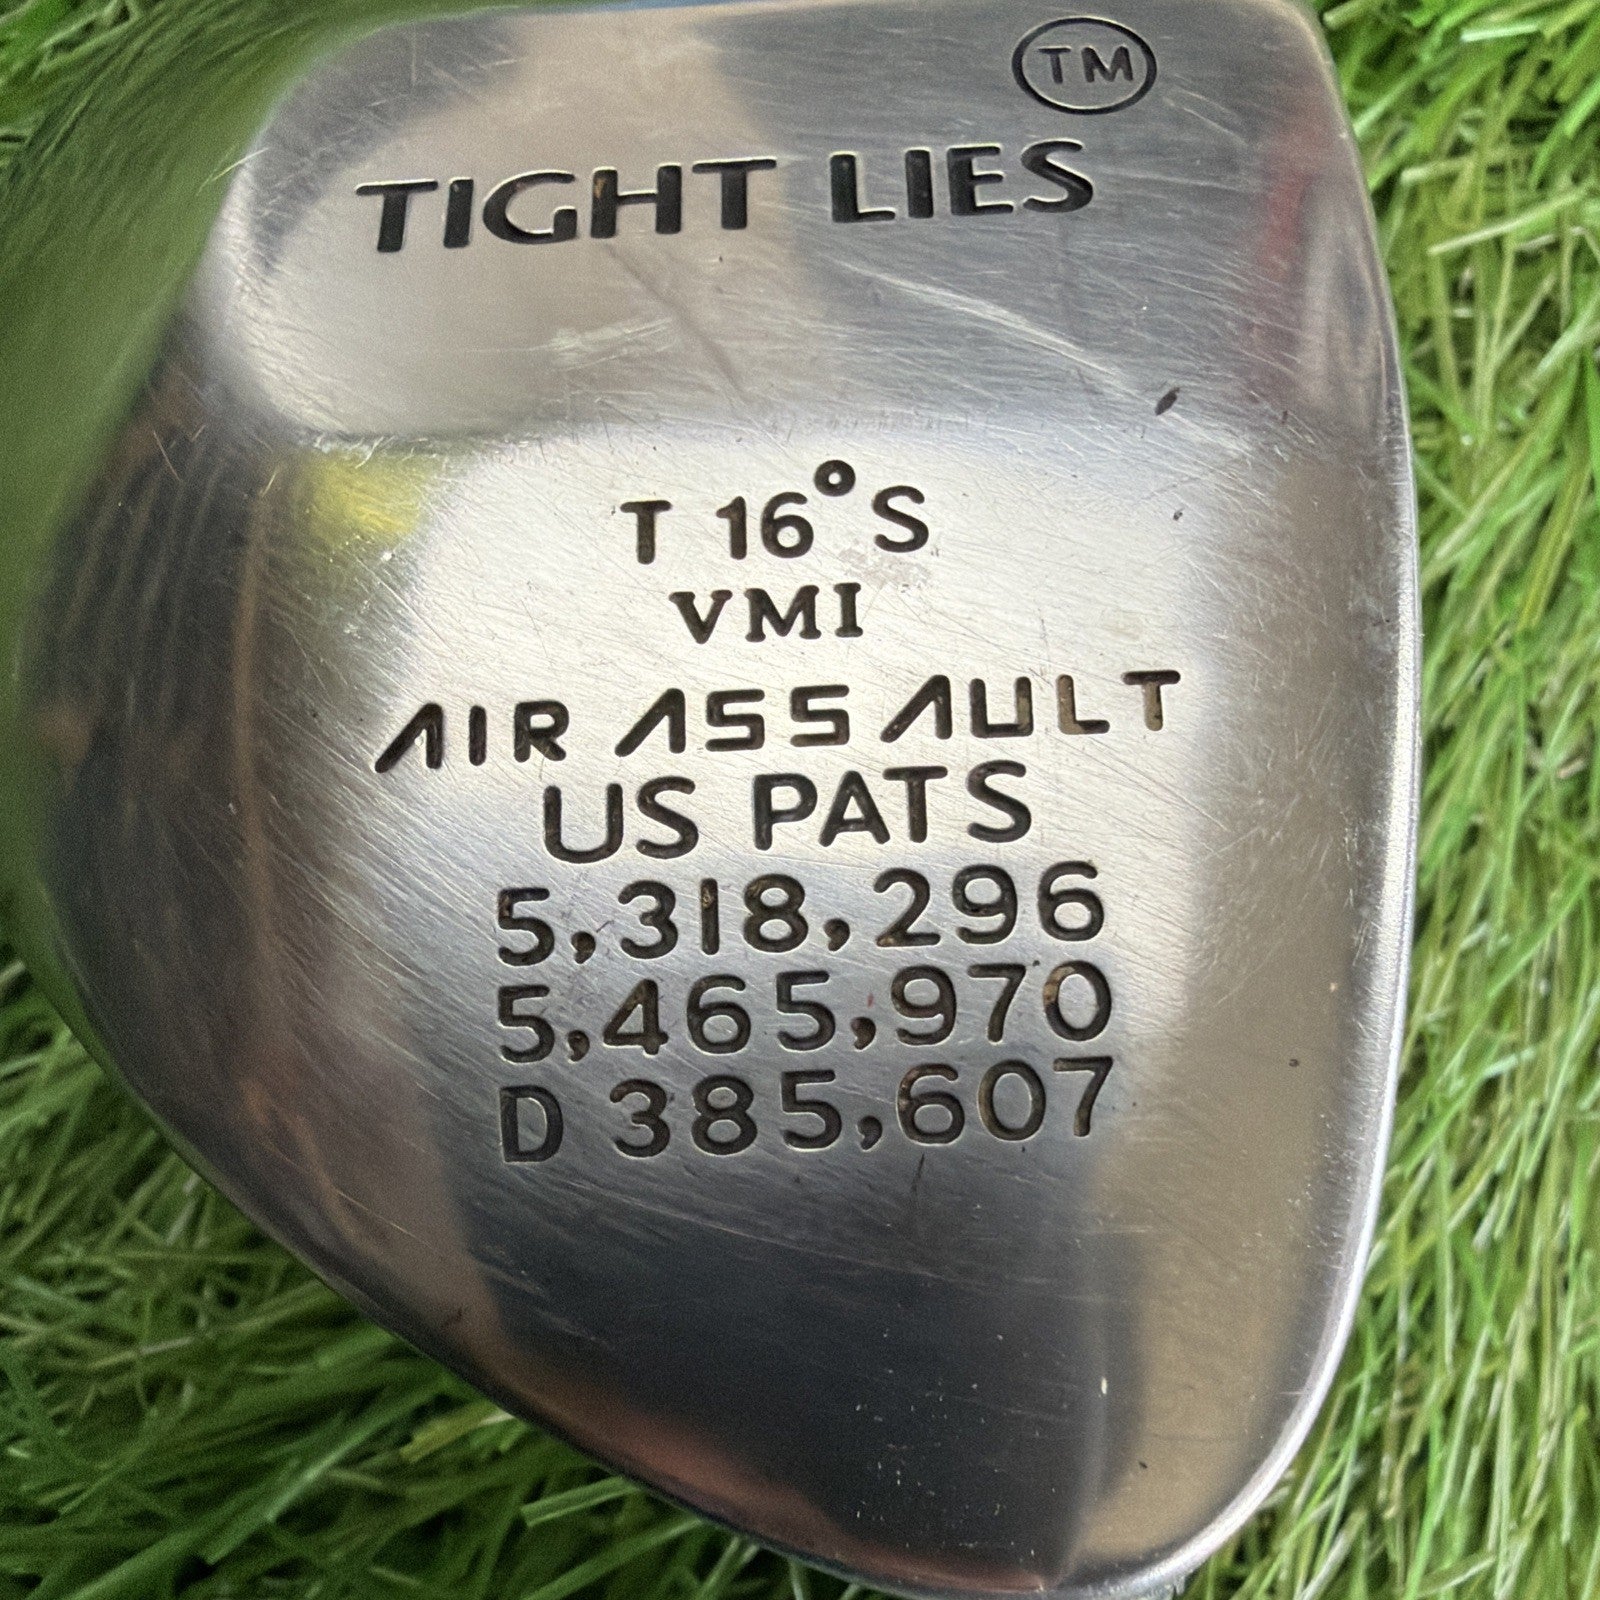 TM
TIGHT LIES
T 16° S
VMI
AIR ASSAULT
US PATS
5,318,296
5,465,970
D 385,607